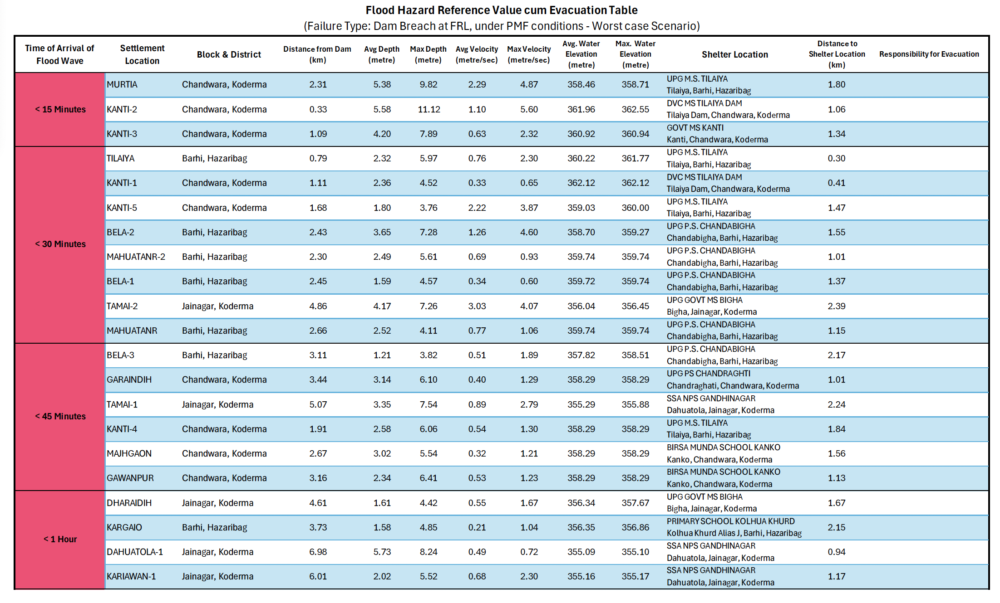 Flood Hazard Reference Value cum Evacuation Table
(Failure Type: Dam Breach at FRL, under PMF conditions - Worst case Scenario)
Time of Arrival of Flood Wave | Settlement Location | Block & District | Distance from Dam (km) | Avg Depth (metre) | Max Depth (metre) | Avg Velocity (metre/sec) | Max Velocity (metre/sec) | Avg. Water Elevation (metre) | Max. Water Elevation (metre) | Shelter Location | Distance to Shelter Location (km) | Responsibility for Evacuation
< 15 Minutes
MURTIA Chandwara, Koderma 2.31 5.38 9.82 2.29 4.87 358.46 358.71 UPG M.S. TILAIYA Tilaiya, Barhi, Hazaribag 1.80
KANTI-2 Chandwara, Koderma 0.33 5.58 11.12 1.10 5.60 361.96 362.55 DVC MS TILAIYA DAM Tilaiya Dam, Chandwara, Koderma 1.06
KANTI-3 Chandwara, Koderma 1.09 4.20 7.89 0.63 2.32 360.92 360.94 GOVT MS KANTI Kanti, Chandwara, Koderma 1.34
< 30 Minutes
TILAIYA Barhi, Hazaribag 0.79 2.32 5.97 0.76 2.30 360.22 361.77 UPG M.S. TILAIYA Tilaiya, Barhi, Hazaribag 0.30
KANTI-1 Chandwara, Koderma 1.11 2.36 4.52 0.33 0.65 362.12 362.12 DVC MS TILAIYA DAM Tilaiya Dam, Chandwara, Koderma 0.41
KANTI-5 Chandwara, Koderma 1.68 1.80 3.76 2.22 3.87 359.03 360.00 UPG M.S. TILAIYA Tilaiya, Barhi, Hazaribag 1.47
BELA-2 Barhi, Hazaribag 2.43 3.65 7.28 1.26 4.60 358.70 359.27 UPG P.S. CHANDABIGHA Chandabigha, Barhi, Hazaribag 1.55
MAHUATANR-2 Barhi, Hazaribag 2.30 2.49 5.61 0.69 0.93 359.74 359.74 UPG P.S. CHANDABIGHA Chandabigha, Barhi, Hazaribag 1.01
BELA-1 Barhi, Hazaribag 2.45 1.59 4.57 0.34 0.60 359.72 359.74 UPG P.S. CHANDABIGHA Chandabigha, Barhi, Hazaribag 1.37
TAMAI-2 Jainagar, Koderma 4.86 4.17 7.26 3.03 4.07 356.04 356.45 UPG GOVT MS BIGHA Bigha, Jainagar, Koderma 2.39
MAHUATANR Barhi, Hazaribag 2.66 2.52 4.11 0.77 1.06 359.74 359.74 UPG P.S. CHANDABIGHA Chandabigha, Barhi, Hazaribag 1.15
< 45 Minutes
BELA-3 Barhi, Hazaribag 3.11 1.21 3.82 0.51 1.89 357.82 358.51 UPG P.S. CHANDABIGHA Chandabigha, Barhi, Hazaribag 2.17
GARAINDIH Chandwara, Koderma 3.44 3.14 6.10 0.40 1.29 358.29 358.29 UPG PS CHANDRAGHTI Chandraghati, Chandwara, Koderma 1.01
TAMAI-1 Jainagar, Koderma 5.07 3.35 7.54 0.89 2.79 355.29 355.88 SSA NPS GANDHINAGAR Dahuatola, Jainagar, Koderma 2.24
KANTI-4 Chandwara, Koderma 1.91 2.58 6.06 0.54 1.30 358.29 358.29 UPG M.S. TILAIYA Tilaiya, Barhi, Hazaribag 1.84
MAJHGAON Chandwara, Koderma 2.67 3.02 5.54 0.32 1.21 358.29 358.29 BIRSA MUNDA SCHOOL KANKO Kanko, Chandwara, Koderma 1.56
GAWANPUR Chandwara, Koderma 3.16 2.34 6.41 0.53 1.23 358.29 358.29 BIRSA MUNDA SCHOOL KANKO Kanko, Chandwara, Koderma 1.13
< 1 Hour
DHARAIDIH Jainagar, Koderma 4.61 1.61 4.42 0.55 1.67 356.34 357.67 UPG GOVT MS BIGHA Bigha, Jainagar, Koderma 1.67
KARGAIO Barhi, Hazaribag 3.73 1.58 4.85 0.21 1.04 356.35 356.86 PRIMARY SCHOOL KOLHUA KHURD Kolhua Khurd Alias J, Barhi, Hazaribag 2.15
DAHUATOLA-1 Jainagar, Koderma 6.98 5.73 8.24 0.49 0.72 355.09 355.10 SSA NPS GANDHINAGAR Dahuatola, Jainagar, Koderma 0.94
KARIAWAN-1 Jainagar, Koderma 6.01 2.02 5.52 0.68 2.30 355.16 355.17 SSA NPS GANDHINAGAR Dahuatola, Jainagar, Koderma 1.17